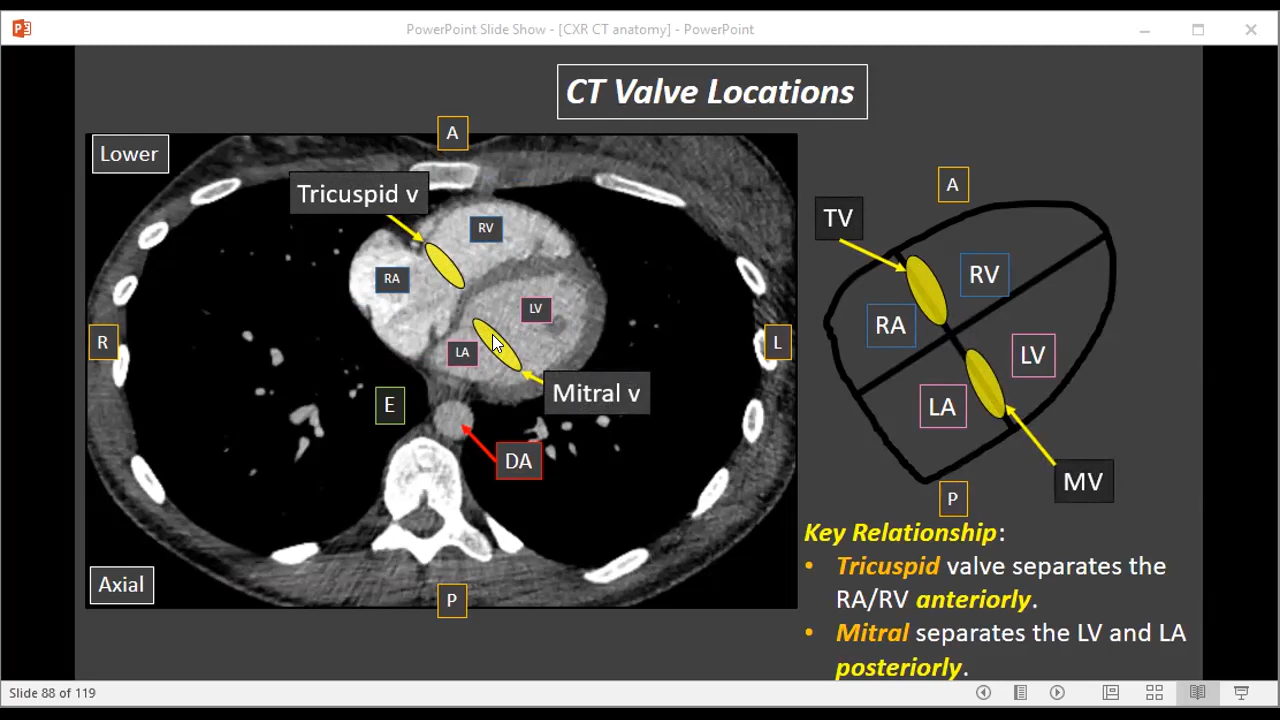 PowerPoint Slide Show - [CXR CT anatomy] - PowerPoint
CT Valve Locations
Lower
A
Tricuspid v
RV
RA
LV
LA
R
L
Mitral v
E
DA
Axial
P
A
TV
RV
RA
LV
LA
MV
P
Key Relationship:
• Tricuspid valve separates the
RA/RV anteriorly.
• Mitral separates the LV and LA
posteriorly.
Slide 88 of 119